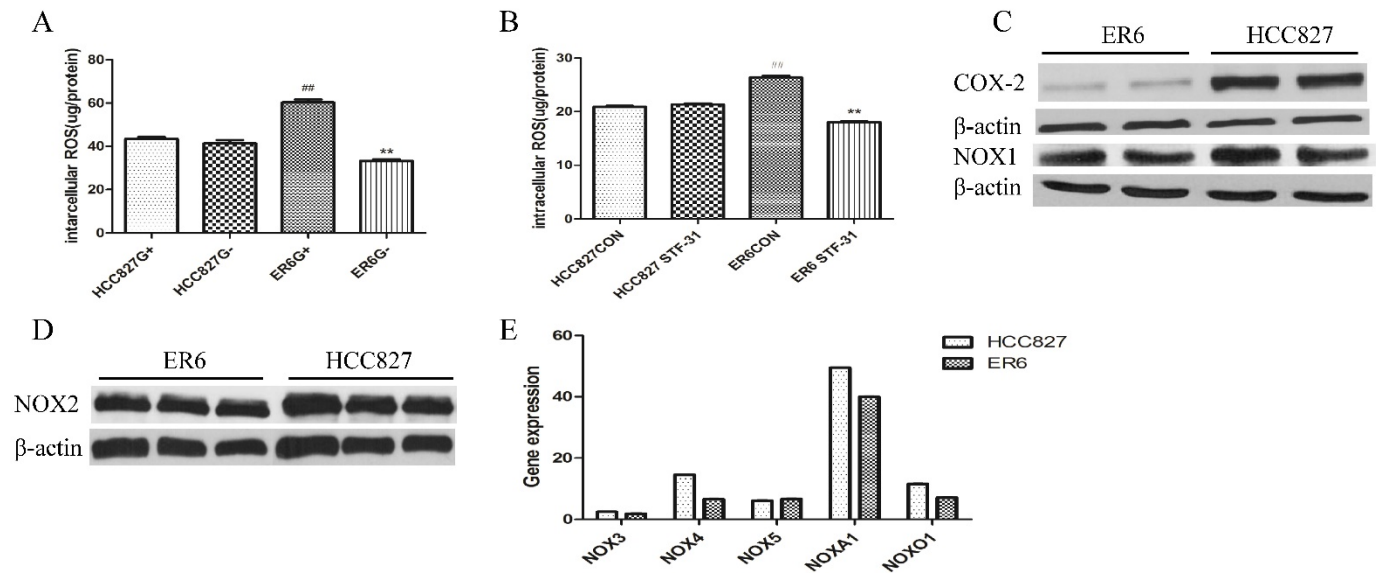 A
intarcellular ROS(ug/protein)
80
60
40
20
0
##
**
HCC827G+
HCC827G-
ER6G+
ER6G-
B
intracellular ROS(ug/protein)
30
20
10
0
##
**
HCC827CON
HCC827 STF-31
ER6CON
ER6 STF-31
C
ER6 HCC827
COX-2
β-actin
NOX1
β-actin
D
ER6 HCC827
NOX2
β-actin
E
Gene expression
60
40
20
0
HCC827
ER6
NOX3
NOX4
NOX5
NOXA1
NOXO1